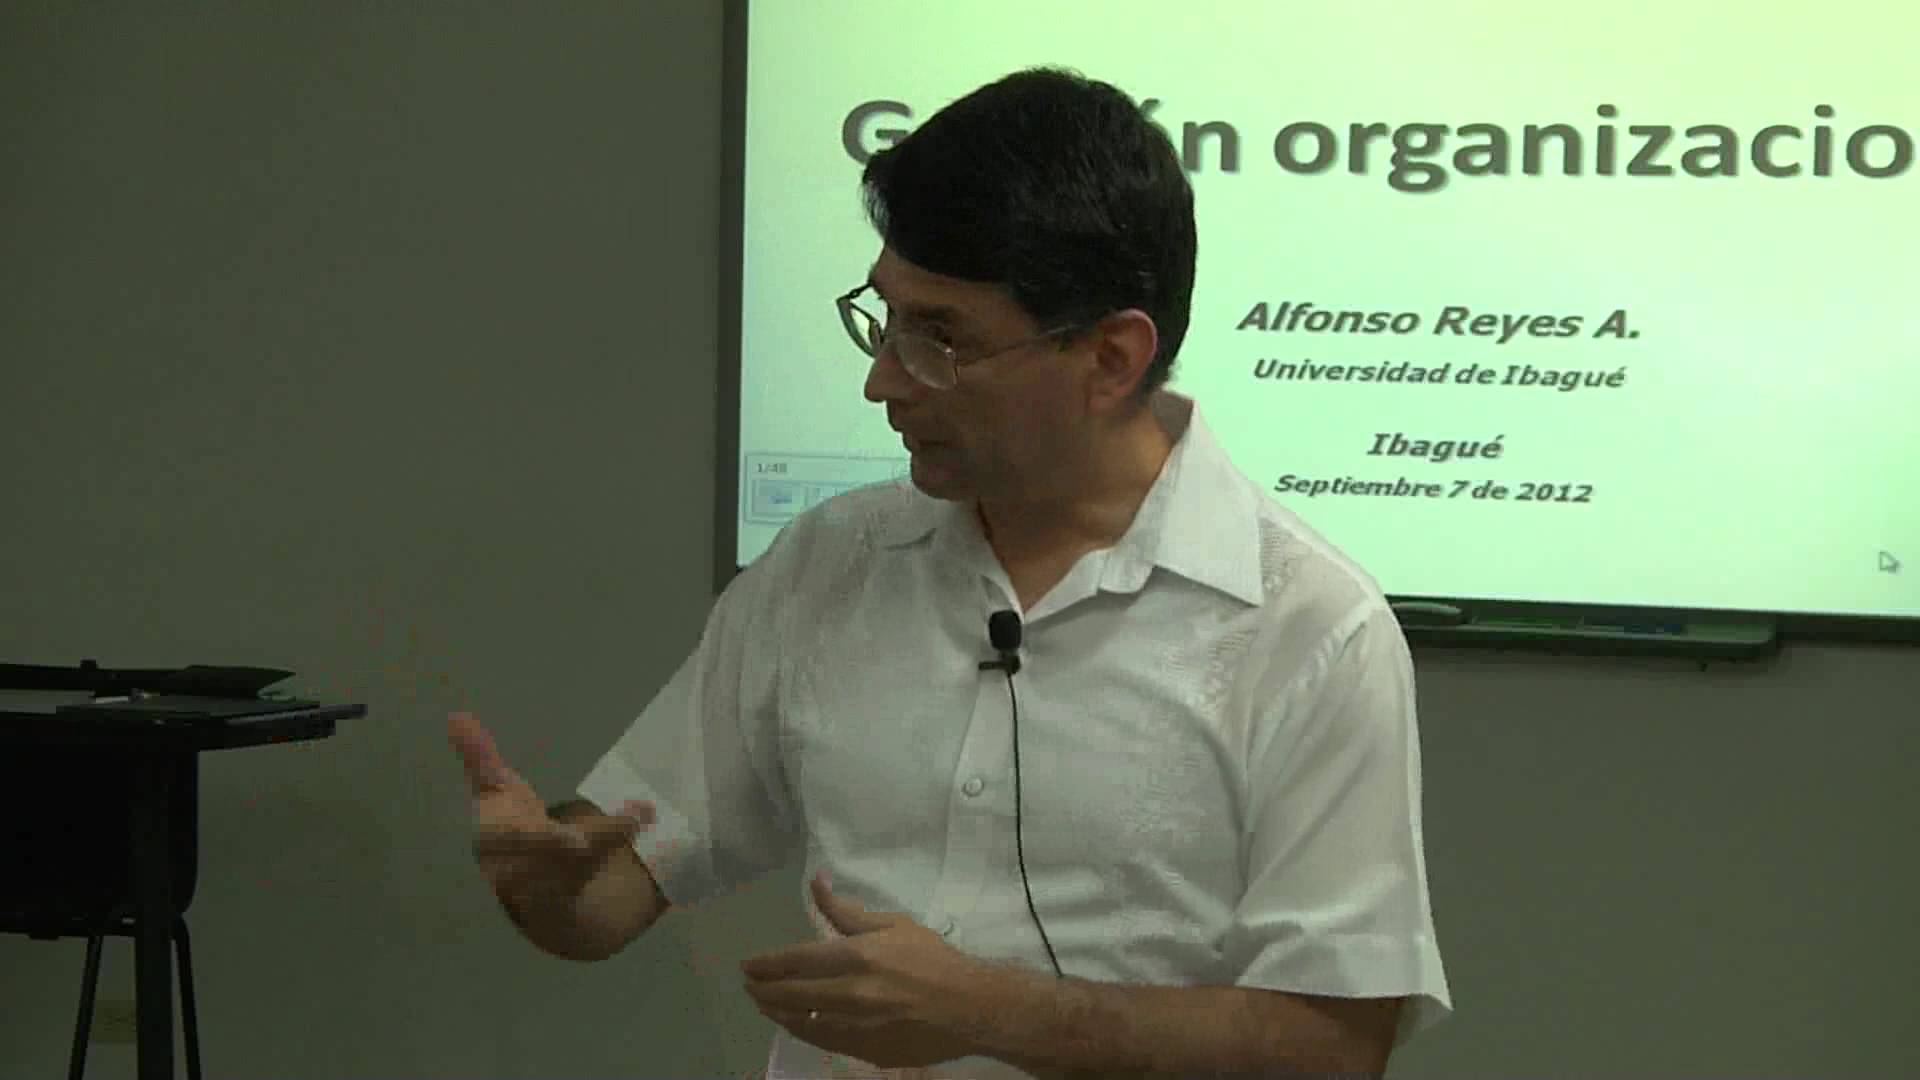 G ón organizacio
Alfonso Reyes A.
Universidad de Ibagué
Ibagué
Septiembre 7 de 2012
1/48